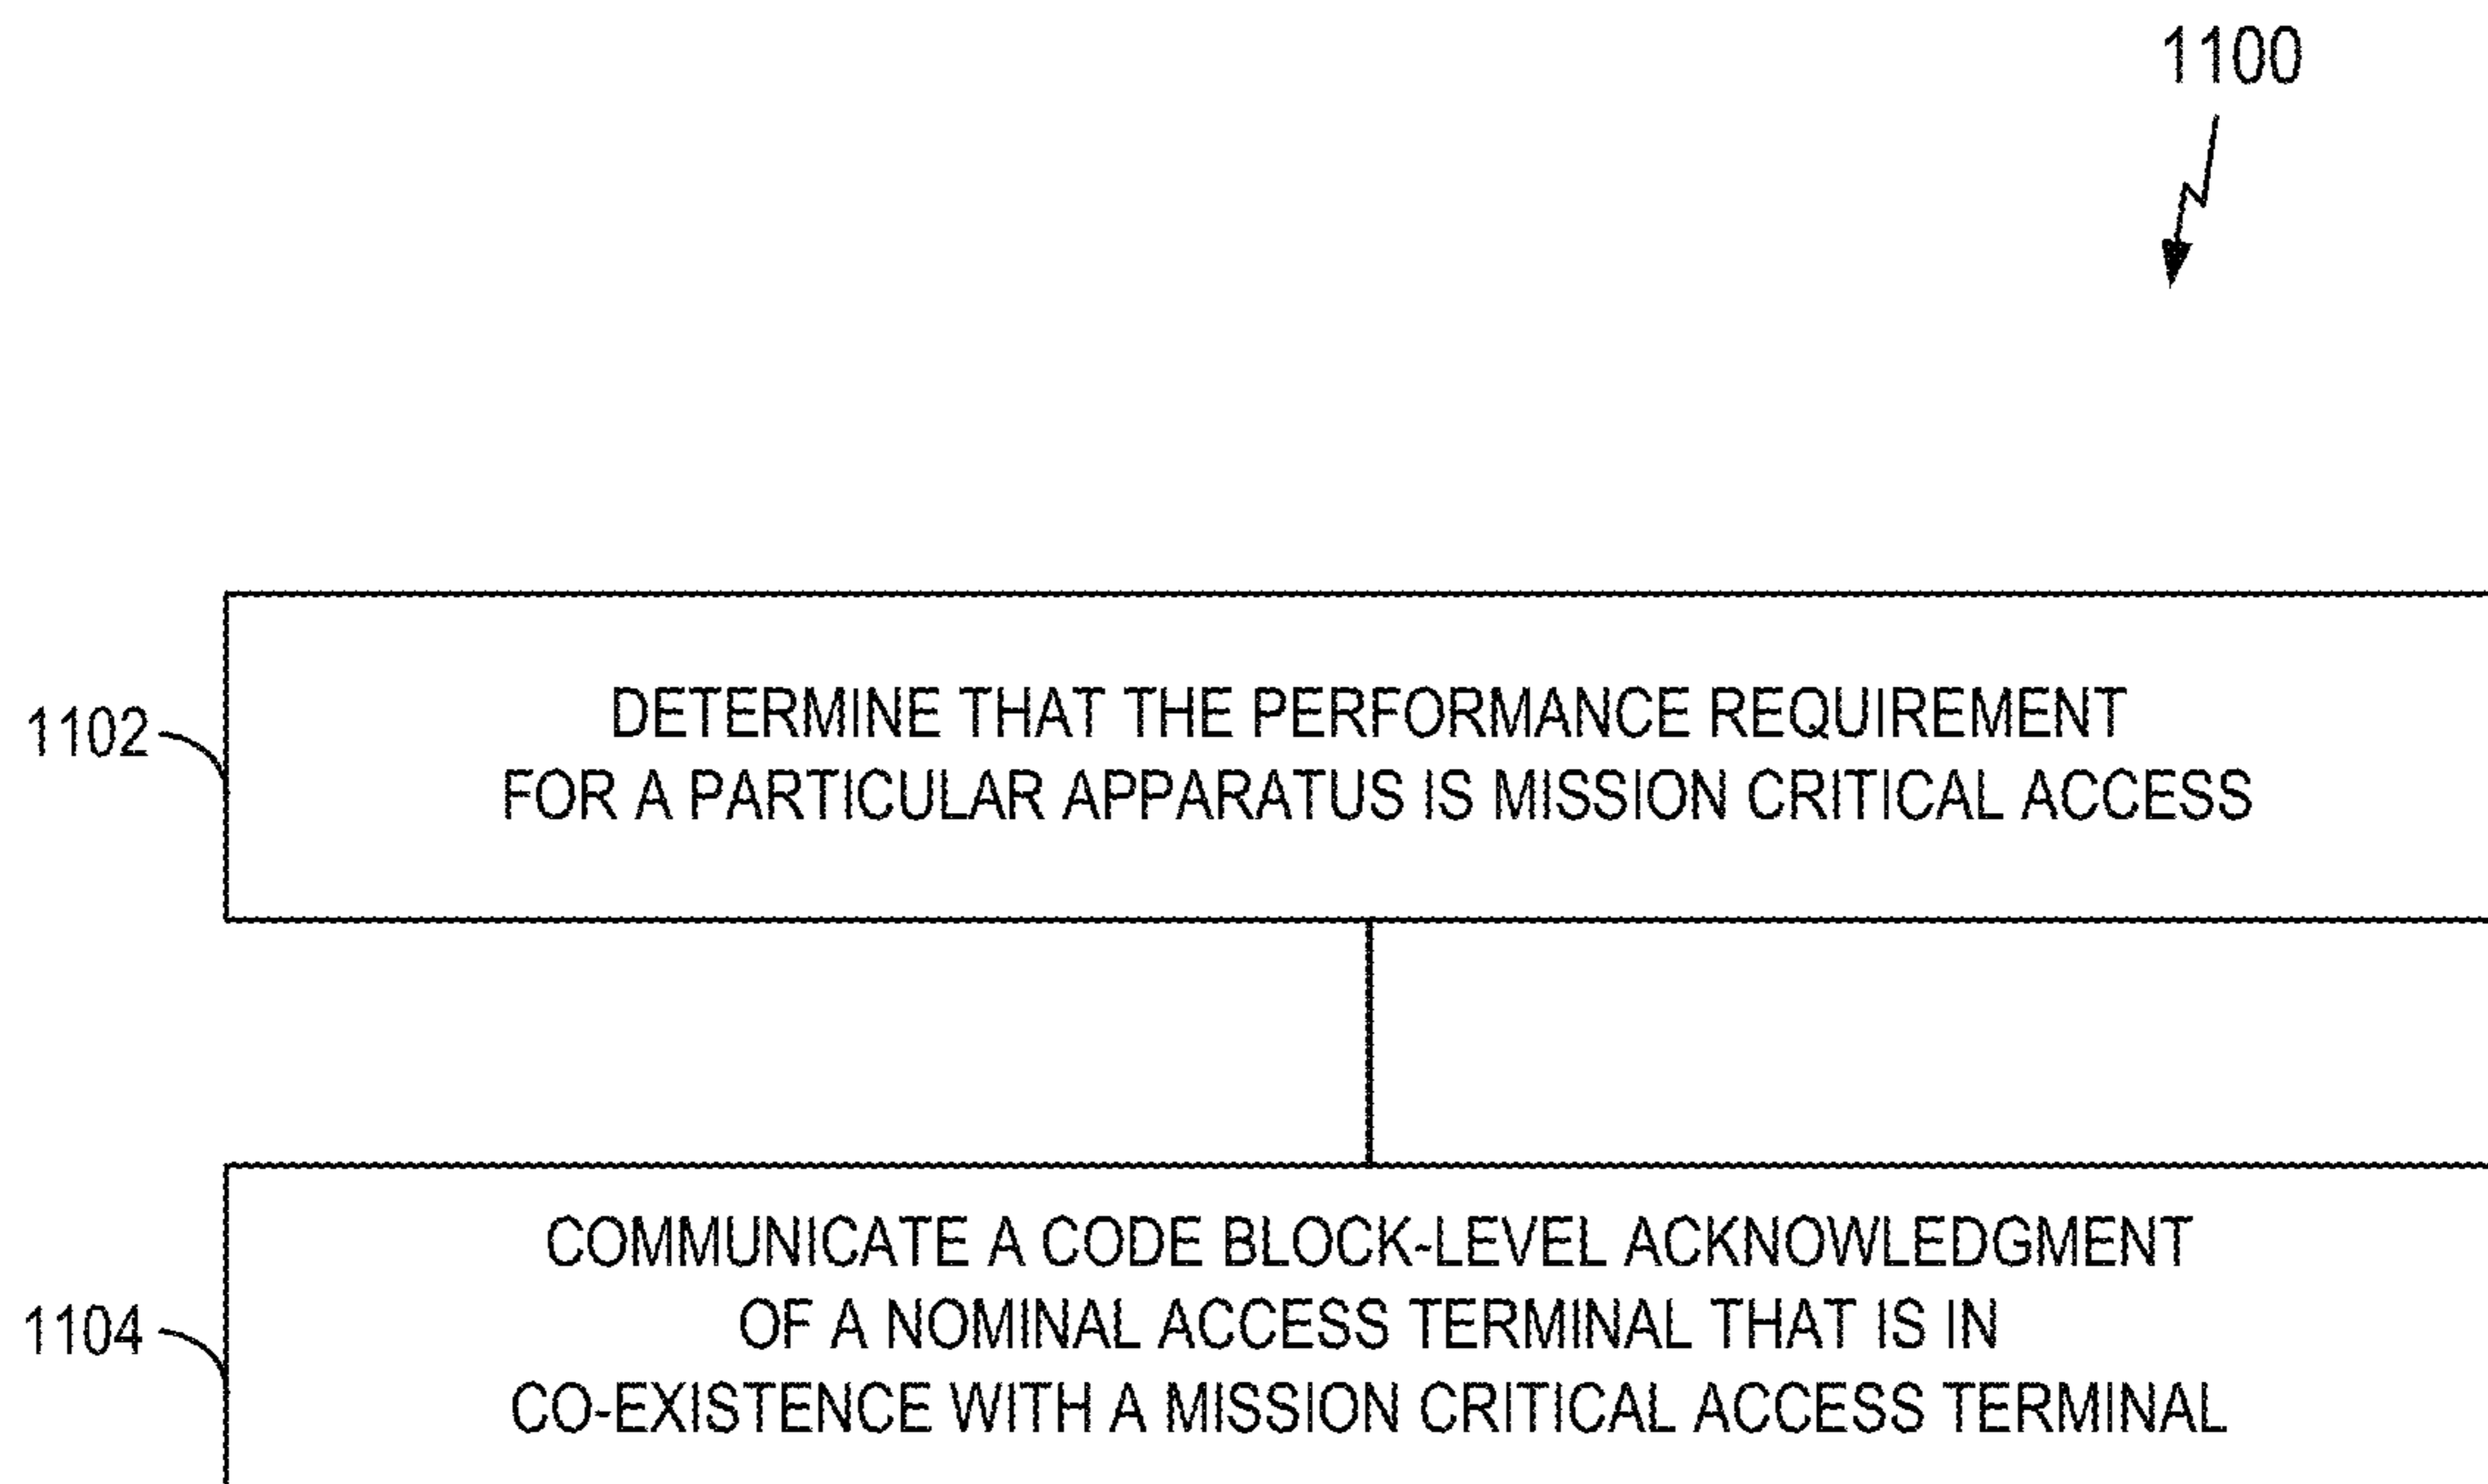 1100
1102
DETERMINE THAT THE PERFORMANCE REQUIREMENT
FOR A PARTICULAR APPARATUS IS MISSION CRITICAL ACCESS
COMMUNICATE A CODE BLOCK-LEVEL ACKNOWLEDGMENT
OF A NOMINAL ACCESS TERMINAL THAT IS IN
1104
CO-EXISTENCE WITH A MISSION CRITICAL ACCESS TERMINAL